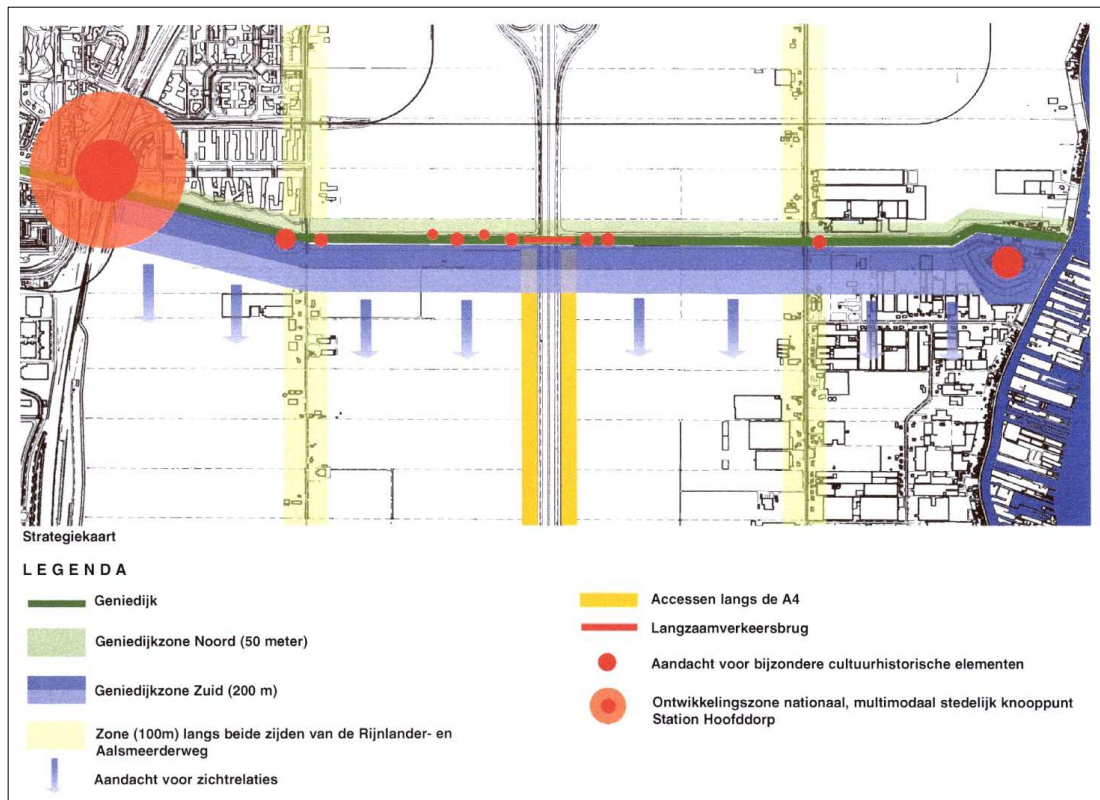 Strategiekaart
LEGENDA
Geniedijk
Geniedijkzone Noord (50 meter)
Geniedijkzone Zuid (200 m)
Zone (100m) langs beide zijden van de Rijnlander- en
Aalsmeerderweg
Aandacht voor zichtrelaties
Accessen langs de A4
Langzaamverkeersbrug
Aandacht voor bijzondere cultuurhistorische elementen
Ontwikkelingszone nationaal, multimodaal stedelijk knooppunt
Station Hoofddorp